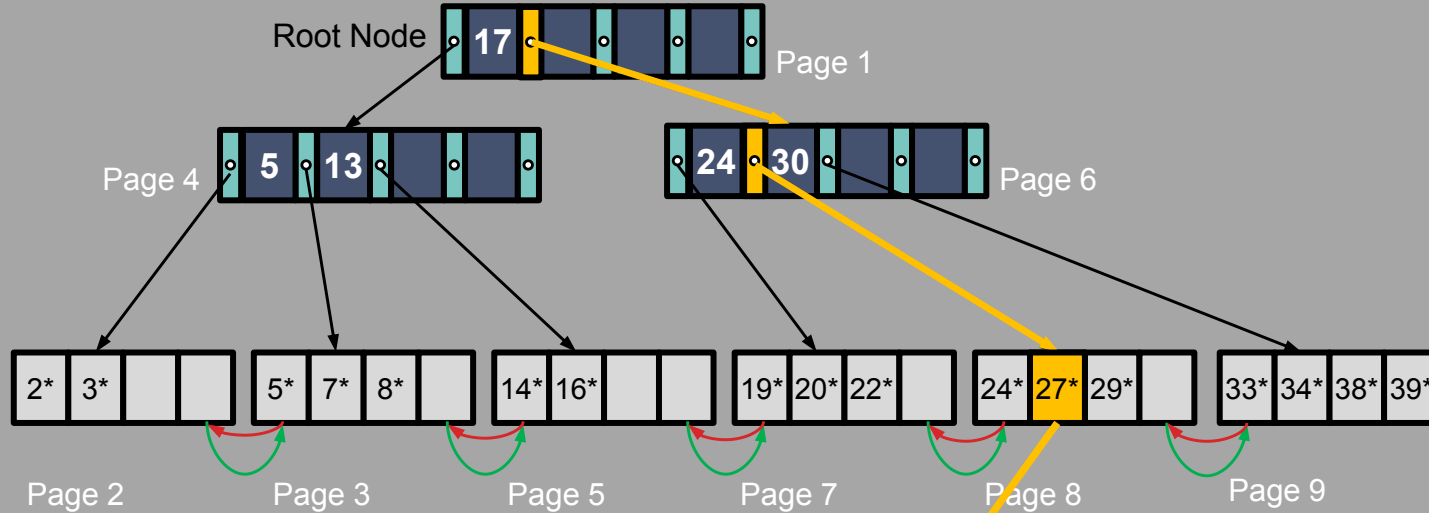 Root Node
17
Page 1
Page 4
5 13
24 30
Page 6
2* 3*
5* 7* 8*
14* 16*
19* 20* 22*
24* 27* 29*
33* 34* 38* 39*
Page 2
Page 3
Page 5
Page 7
Page 8
Page 9